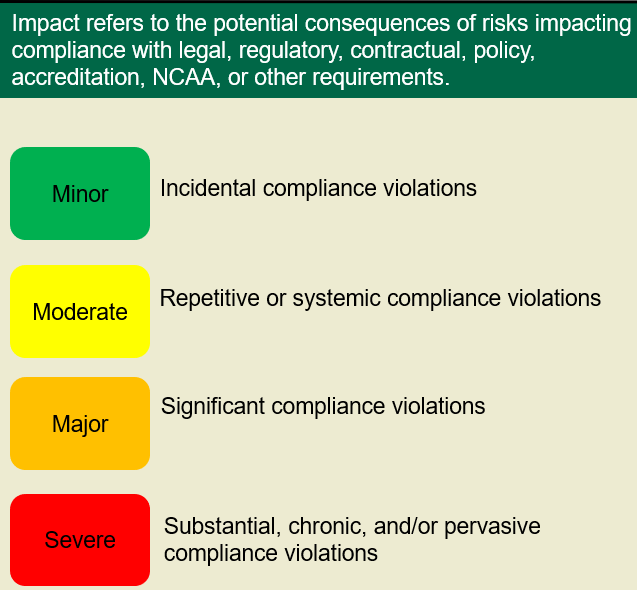 Impact refers to the potential consequences of risks impacting
compliance with legal, regulatory, contractual, policy,
accreditation, NCAA, or other requirements.
Minor
Incidental compliance violations
Moderate
Repetitive or systemic compliance violations
Major
Significant compliance violations
Severe
Substantial, chronic, and/or pervasive
compliance violations